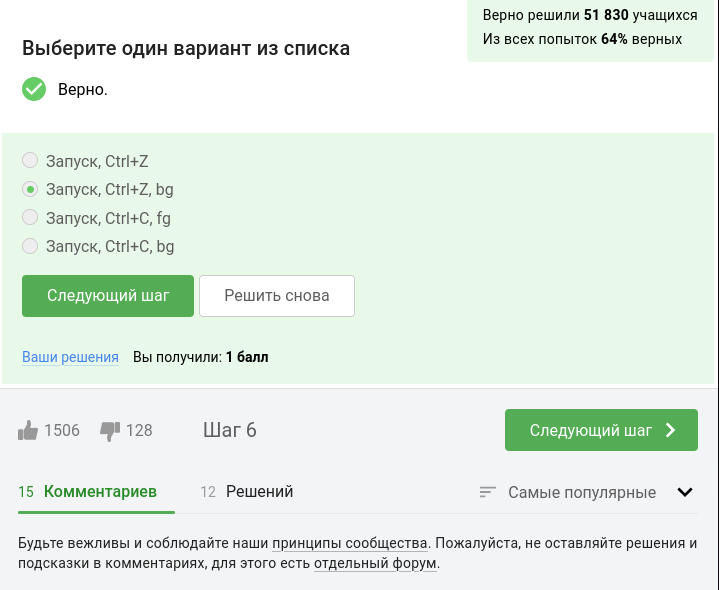 Верно решили 51 830 учащихся
Из всех попыток 64% верных
Выберите один вариант из списка
Верно.
Запуск, Ctrl+Z
Запуск, Ctrl+Z, bg
Запуск, Ctrl+C, fg
Запуск, Ctrl+C, bg
Следующий шаг
Решить снова
Ваши решения Вы получили: 1 балл
1506 128 Шаг 6 Следующий шаг
15 Комментариев 12 Решений Самые популярные
Будьте вежливы и соблюдайте наши принципы сообщества. Пожалуйста, не оставляйте решения и
подсказки в комментариях, для этого есть отдельный форум.